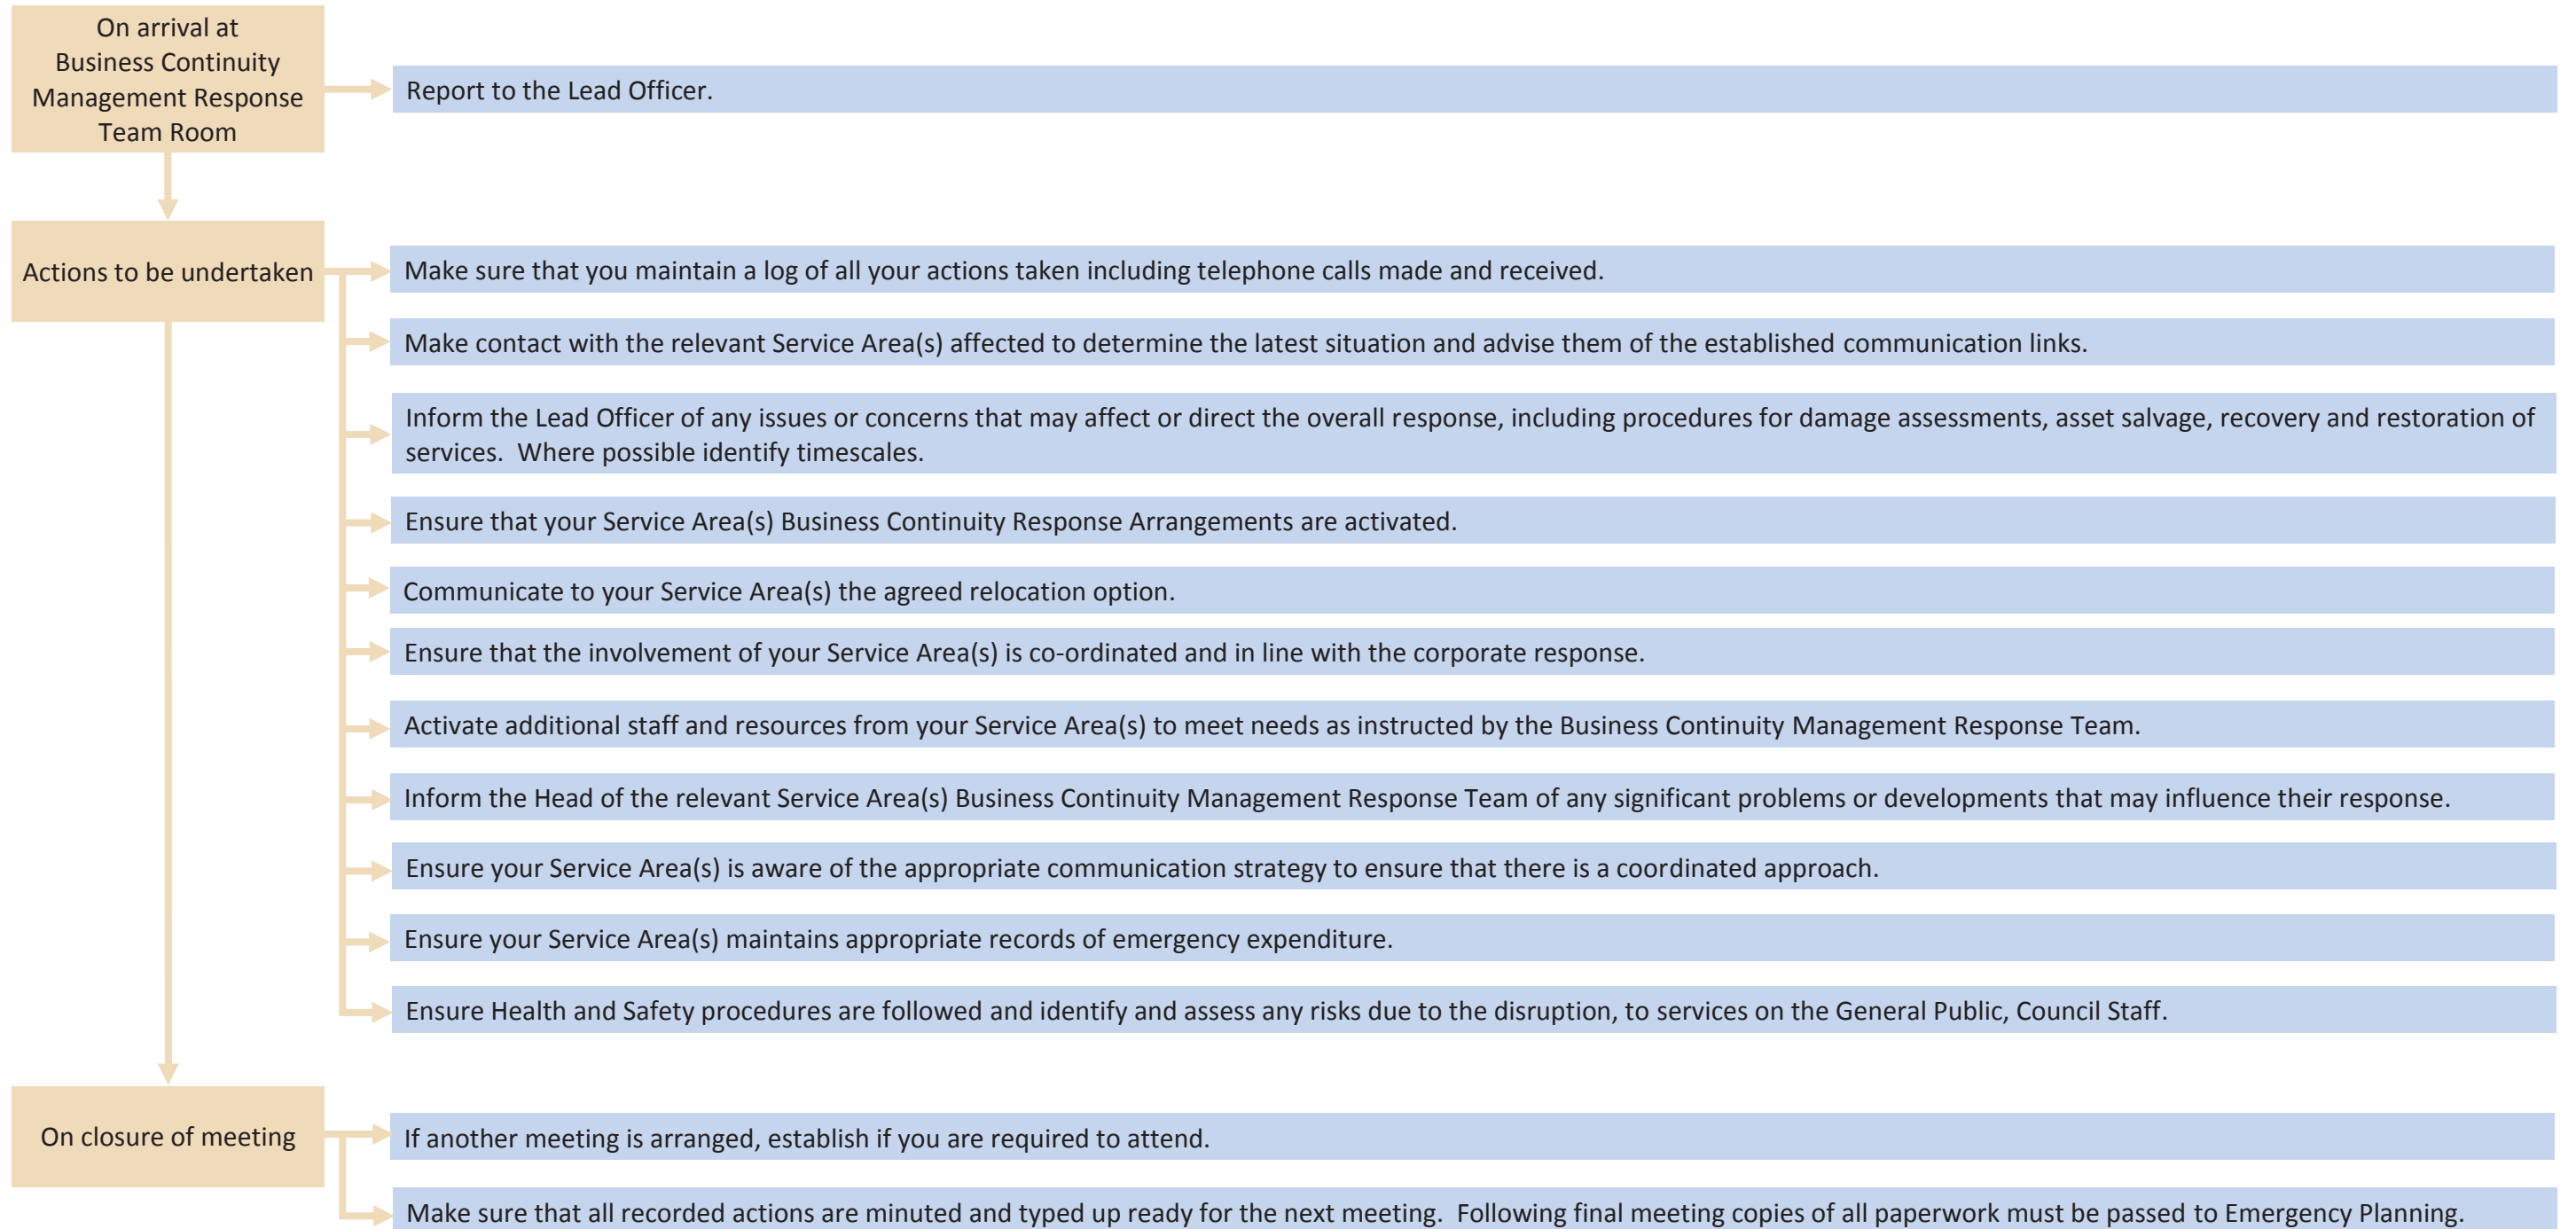 On arrival at
Business Continuity
Management Response
Team Room
Report to the Lead Officer.
Actions to be undertaken
Make sure that you maintain a log of all your actions taken including telephone calls made and received.
Make contact with the relevant Service Area(s) affected to determine the latest situation and advise them of the established communication links.
Inform the Lead Officer of any issues or concerns that may affect or direct the overall response, including procedures for damage assessments, asset salvage, recovery and restoration of
services.  Where possible identify timescales.
Ensure that your Service Area(s) Business Continuity Response Arrangements are activated.
Communicate to your Service Area(s) the agreed relocation option.
Ensure that the involvement of your Service Area(s) is co-ordinated and in line with the corporate response.
Activate additional staff and resources from your Service Area(s) to meet needs as instructed by the Business Continuity Management Response Team.
Inform the Head of the relevant Service Area(s) Business Continuity Management Response Team of any significant problems or developments that may influence their response.
Ensure your Service Area(s) is aware of the appropriate communication strategy to ensure that there is a coordinated approach.
Ensure your Service Area(s) maintains appropriate records of emergency expenditure.
Ensure Health and Safety procedures are followed and identify and assess any risks due to the disruption, to services on the General Public, Council Staff.
On closure of meeting
If another meeting is arranged, establish if you are required to attend.
Make sure that all recorded actions are minuted and typed up ready for the next meeting.  Following final meeting copies of all paperwork must be passed to Emergency Planning.